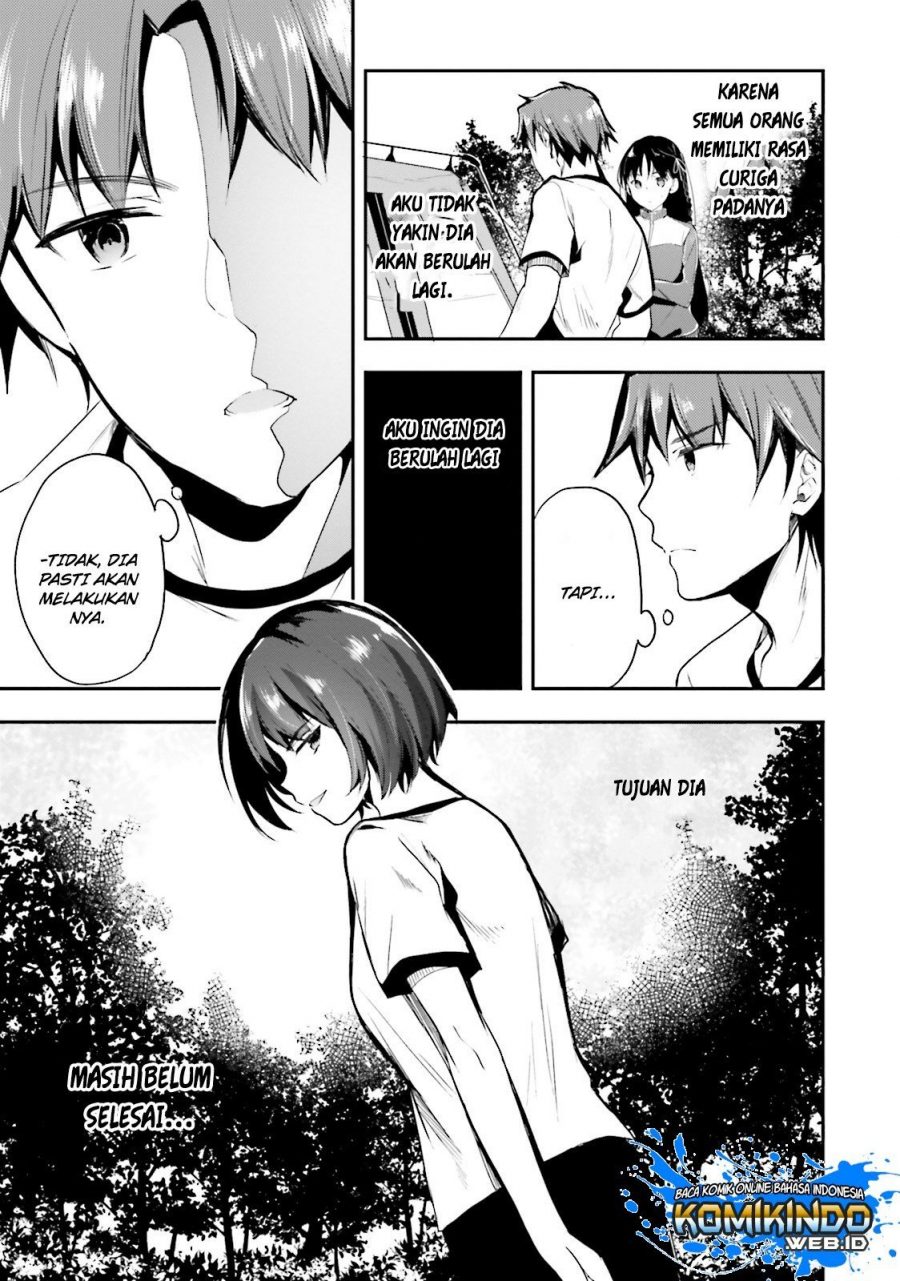 KARENA
SEMUA ORANG
MEMILIKI RASA
CURIGA
PADANYA
AKU TIDAK
YAKIN DIA
AKAN BERULAH
LAGI.
TAPI...
AKU INGIN DIA
BERULAH LAGI
-TIDAK, DIA
PASTI AKAN
MELAKUKAN
NYA.
TUJUAN DIA
MASIH BELUM
SELESAI...
BACA KOMIK ONLINE BAHASA INDONESIA
KOMIKINDO
WEB.ID